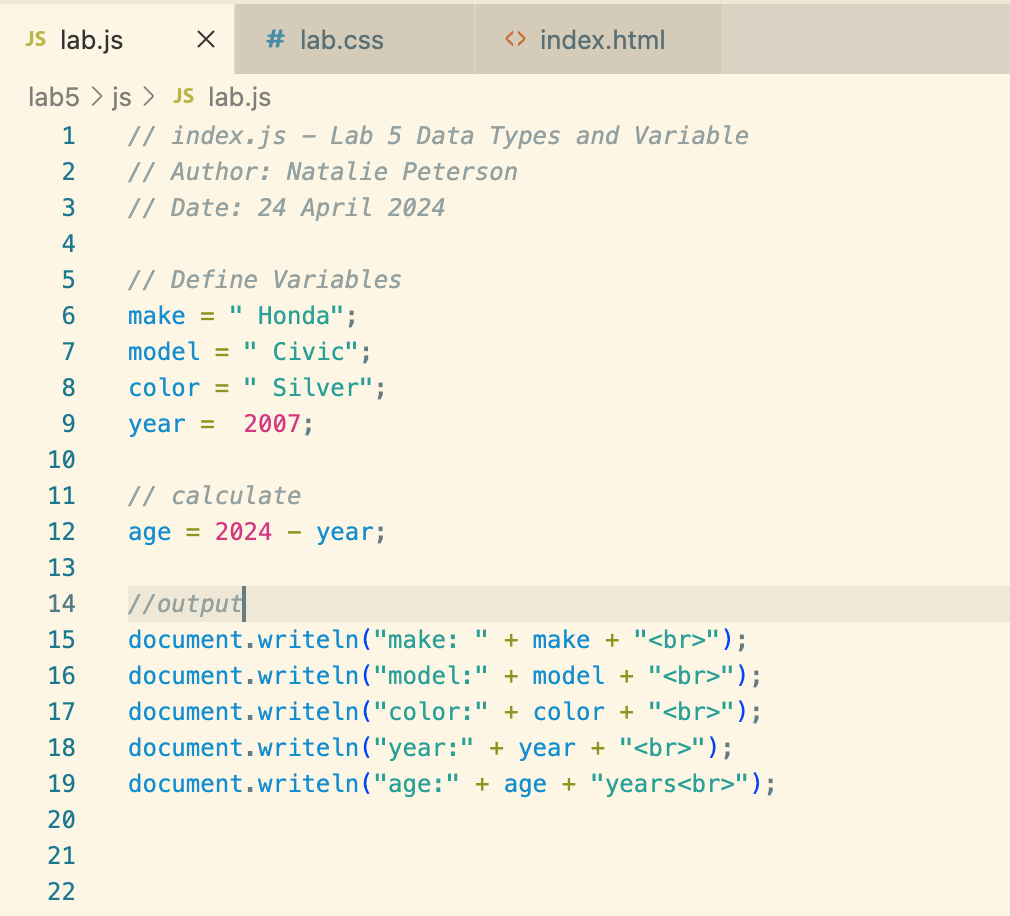 JS lab.js × # lab.css <> index.html
lab5 > js > JS lab.js
1 // index.js - Lab 5 Data Types and Variable
2 // Author: Natalie Peterson
3 // Date: 24 April 2024
4
5 // Define Variables
6 make = " Honda";
7 model = " Civic";
8 color = " Silver";
9 year =  2007;
10
11 // calculate
12 age = 2024 - year;
13
14 //output
15 document.writeln("make: " + make + "<br>");
16 document.writeln("model:" + model + "<br>");
17 document.writeln("color:" + color + "<br>");
18 document.writeln("year:" + year + "<br>");
19 document.writeln("age:" + age + "years<br>");
20
21
22